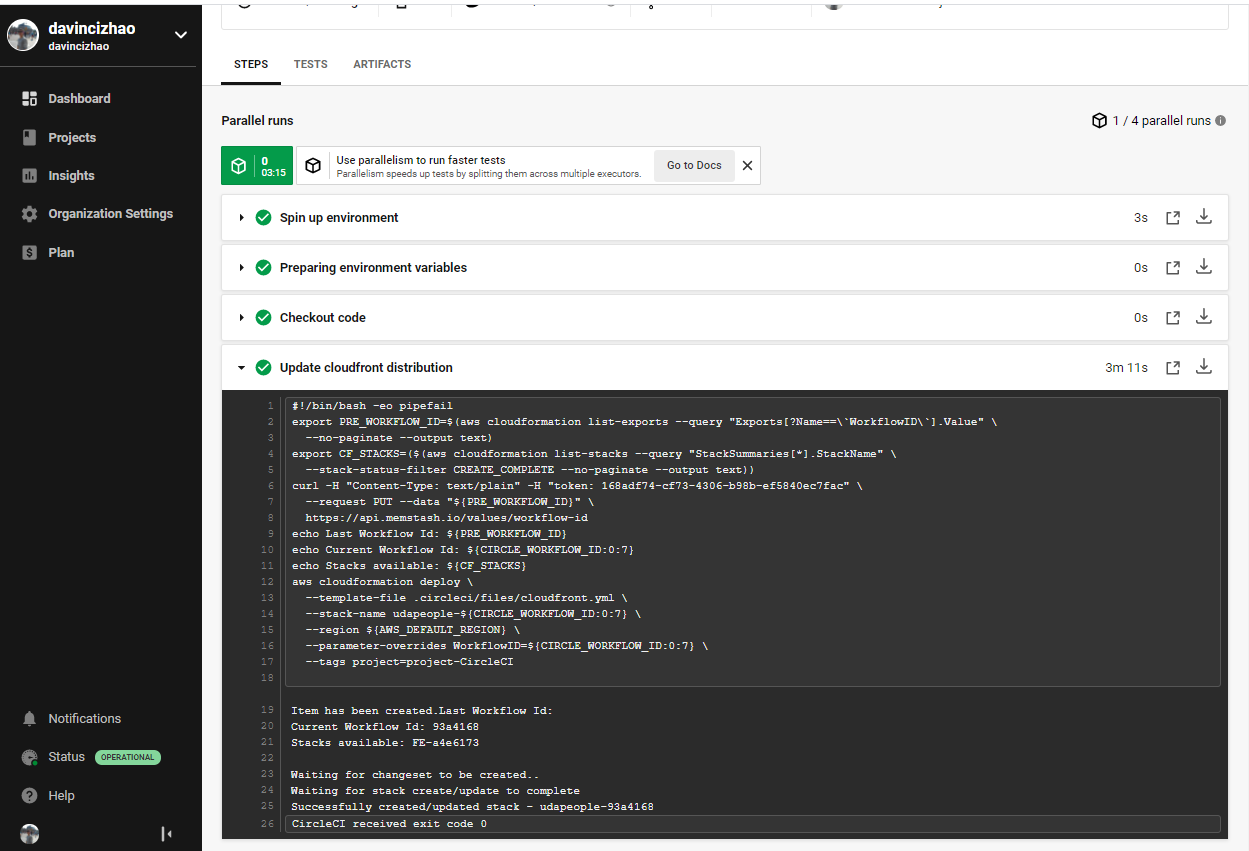 davincizhao
davincizhao
Dashboard
Projects
Insights
Organization Settings
Plan
Notifications
Status OPERATIONAL
Help
STEPS TESTS ARTIFACTS
Parallel runs
1 / 4 parallel runs
0
03:15
Use parallelism to run faster tests
Parallelism speeds up tests by splitting them across multiple executors.
Go to Docs
Spin up environment 3s
Preparing environment variables 0s
Checkout code 0s
Update cloudfront distribution 3m 11s
1 #!/bin/bash -eo pipefail
2 export PRE_WORKFLOW_ID=$(aws cloudformation list-exports --query "Exports[?Name==\`WorkflowID\`].Value" \
3 --no-paginate --output text)
4 export CF_STACKS=($(aws cloudformation list-stacks --query "StackSummaries[*].StackName" \
5 --stack-status-filter CREATE_COMPLETE --no-paginate --output text))
6 curl -H "Content-Type: text/plain" -H "token: 168adf74-cf73-4306-b98b-ef5840ec7fac" \
7 --request PUT --data "${PRE_WORKFLOW_ID}" \
8 https://api.memstash.io/values/workflow-id
9 echo Last Workflow Id: ${PRE_WORKFLOW_ID}
10 echo Current Workflow Id: ${CIRCLE_WORKFLOW_ID:0:7}
11 echo Stacks available: ${CF_STACKS}
12 aws cloudformation deploy \
13 --template-file .circleci/files/cloudfront.yml \
14 --stack-name udapeople-${CIRCLE_WORKFLOW_ID:0:7} \
15 --region ${AWS_DEFAULT_REGION} \
16 --parameter-overrides WorkflowID=${CIRCLE_WORKFLOW_ID:0:7} \
17 --tags project=project-CircleCI
18
19 Item has been created.Last Workflow Id:
20 Current Workflow Id: 93a4168
21 Stacks available: FE-a4e6173
22
23 Waiting for changeset to be created..
24 Waiting for stack create/update to complete
25 Successfully created/updated stack - udapeople-93a4168
26 CircleCI received exit code 0